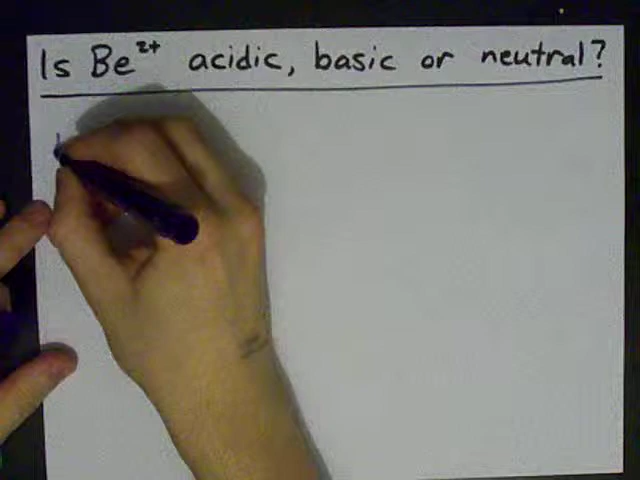 Is Be²⁺ acidic, basic or neutral?